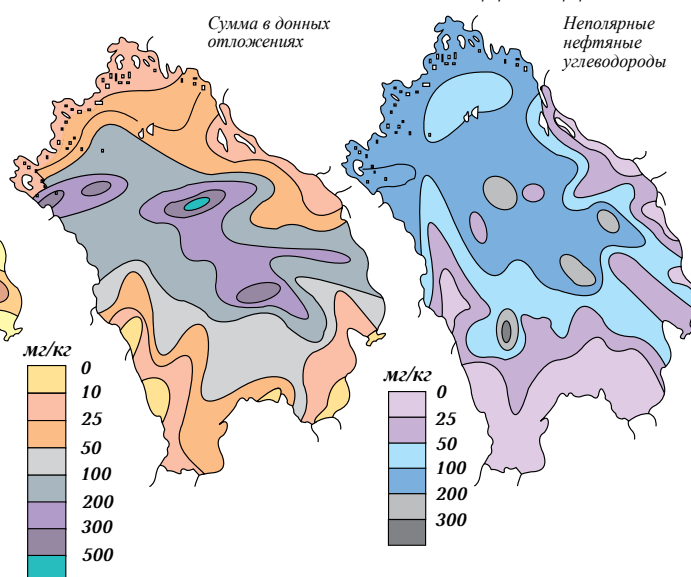 Сумма в донных
отложениях
Неполярные
нефтяные
углеводороды
мг/кг
0
10
25
50
100
200
300
500
мг/кг
0
25
50
100
200
300